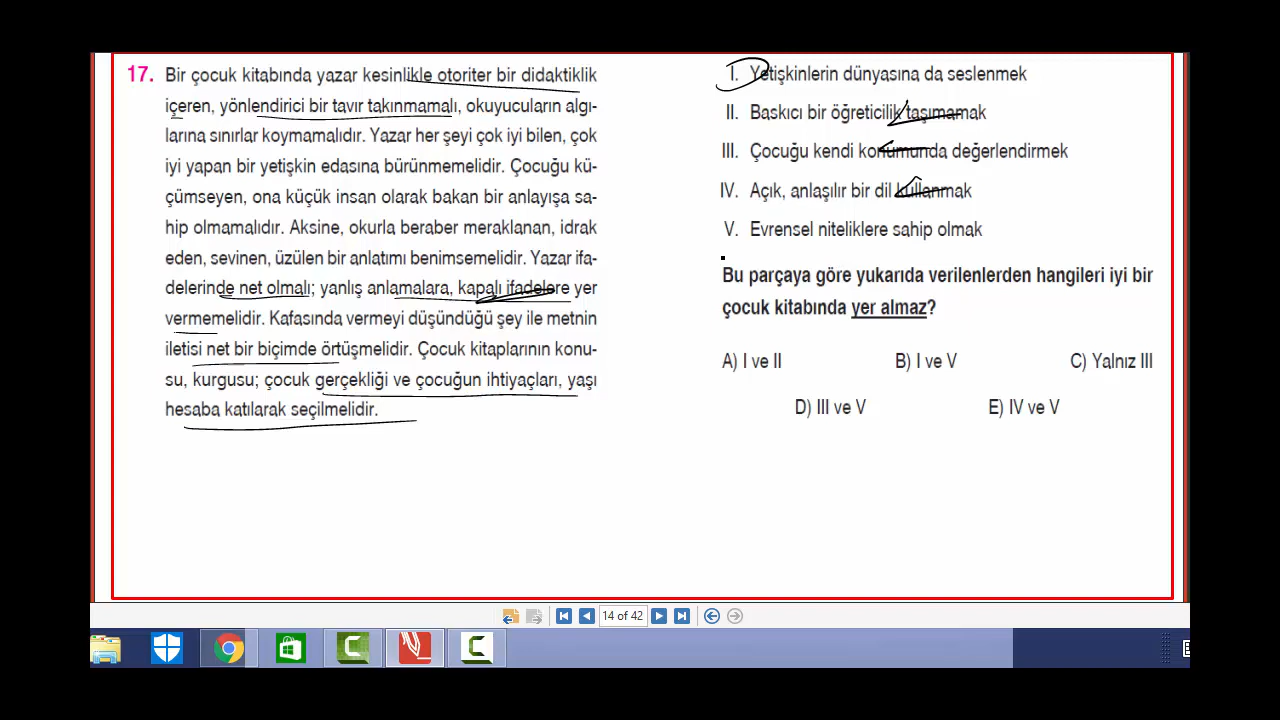 17. Bir çocuk kitabında yazar kesinlikle otoriter bir didaktiklik
içeren, yönlendirici bir tavır takınmamalı, okuyucuların algı-
larına sınırlar koymamalıdır. Yazar her şeyi çok iyi bilen, çok
iyi yapan bir yetişkin edasına bürünmemelidir. Çocuğu kü-
çümseyen, ona küçük insan olarak bakan bir anlayışa sa-
hip olmamalıdır. Aksine, okurla beraber meraklanan, idrak
eden, sevinen, üzülen bir anlatımı benimsemelidir. Yazar ifa-
delerinde net olmalı; yanlış anlamalara, kapalı ifadelere yer
vermemelidir. Kafasında vermeyi düşündüğü şey ile metnin
iletisi net bir biçimde örtüşmelidir. Çocuk kitaplarının konu-
su, kurgusu; çocuk gerçekliği ve çocuğun ihtiyaçları, yaşı
hesaba katılarak seçilmelidir.
I. Yetişkinlerin dünyasına da seslenmek
II. Baskıcı bir öğreticilik taşımamak
III. Çocuğu kendi konumunda değerlendirmek
IV. Açık, anlaşılır bir dil kullanmak
V. Evrensel niteliklere sahip olmak
Bu parçaya göre yukarıda verilenlerden hangileri iyi bir
çocuk kitabında yer almaz?
A) I ve II B) I ve V C) Yalnız III
D) III ve V E) IV ve V
14 of 42